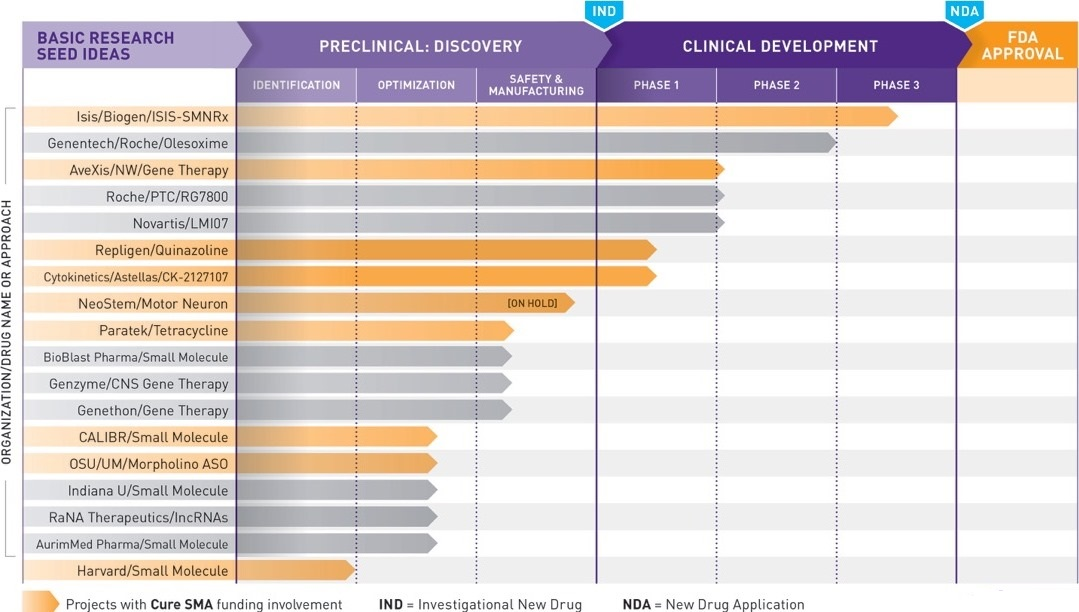 IND
NDA
BASIC RESEARCH
SEED IDEAS
PRECLINICAL: DISCOVERY
CLINICAL DEVELOPMENT
FDA
APPROVAL
IDENTIFICATION
OPTIMIZATION
SAFETY &
MANUFACTURING
PHASE 1
PHASE 2
PHASE 3
ORGANIZATION/DRUG NAME OR APPROACH
Isis/Biogen/ISIS-SMNRx
Genentech/Roche/Olesoxime
AveXis/NW/Gene Therapy
Roche/PTC/RG7800
Novartis/LMI07
Repligen/Quinazoline
Cytokinetics/Astellas/CK-2127107
NeoStem/Motor Neuron
[ON HOLD]
Paratek/Tetracycline
BioBlast Pharma/Small Molecule
Genzyme/CNS Gene Therapy
Genethon/Gene Therapy
CALIBR/Small Molecule
OSU/UM/Morpholino ASO
Indiana U/Small Molecule
RaNA Therapeutics/lncRNAs
AurimMed Pharma/Small Molecule
Harvard/Small Molecule
Projects with Cure SMA funding involvement
IND = Investigational New Drug
NDA = New Drug Application